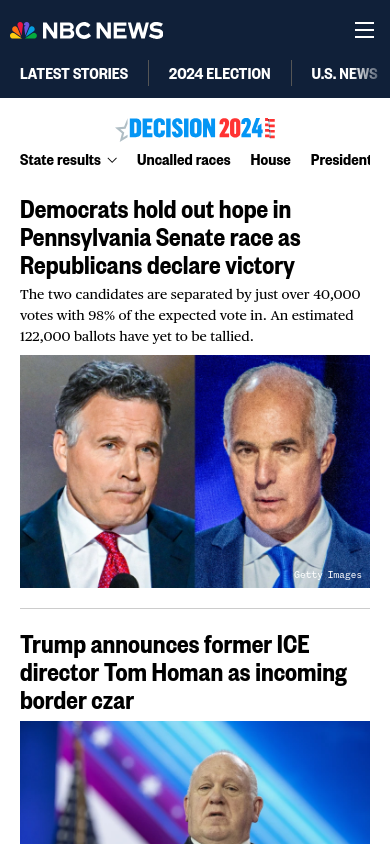 NBC NEWS
LATEST STORIES
2024 ELECTION
U.S. NEWS
DECISION 2024
State results
Uncalled races
House
President
Democrats hold out hope in
Pennsylvania Senate race as
Republicans declare victory
The two candidates are separated by just over 40,000
votes with 98% of the expected vote in. An estimated
122,000 ballots have yet to be tallied.
Getty Images
Trump announces former ICE
director Tom Homan as incoming
border czar